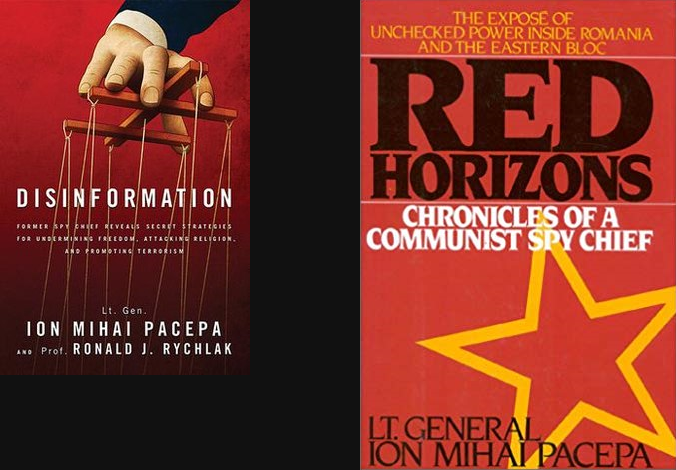 DISINFORMATION
FORMER SPY CHIEF REVEALS SECRET STRATEGIES
FOR UNDERMINING FREEDOM, ATTACKING RELIGION,
AND PROMOTING TERRORISM
Lt. Gen.
ION MIHAI PACEPA
AND Prof. RONALD J. RYCHLAK
THE EXPOSÉ OF
UNCHECKED POWER INSIDE ROMANIA
AND THE EASTERN BLOC
RED
HORIZONS
CHRONICLES OF A
COMMUNIST SPY CHIEF
LT. GENERAL
ION MIHAI PACEPA